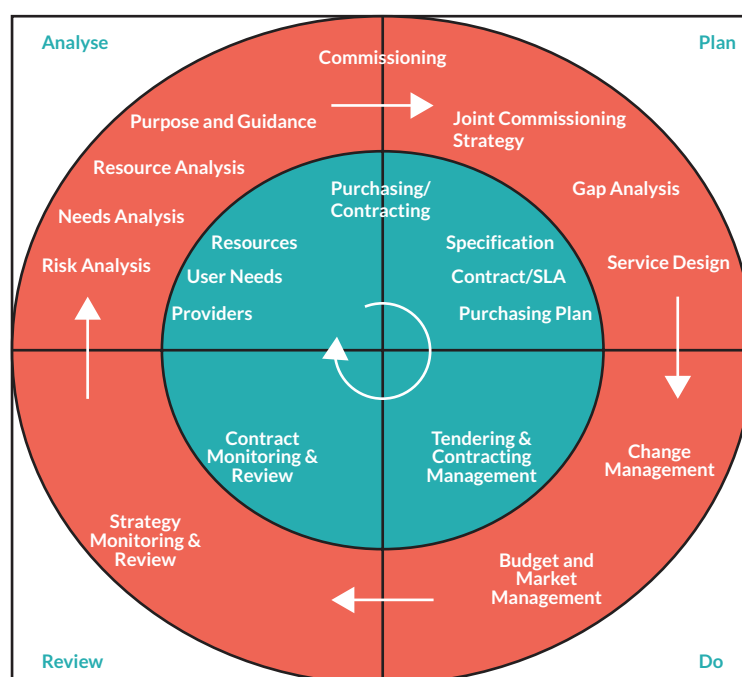 Analyse
Plan
Commissioning
Purpose and Guidance
Resource Analysis
Needs Analysis
Risk Analysis
Joint Commissioning
Strategy
Gap Analysis
Service Design
Purchasing/
Contracting
Resources
User Needs
Providers
Specification
Contract/SLA
Purchasing Plan
Contract
Monitoring &
Review
Tendering &
Contracting
Management
Change
Management
Strategy
Monitoring &
Review
Budget and
Market
Management
Review
Do